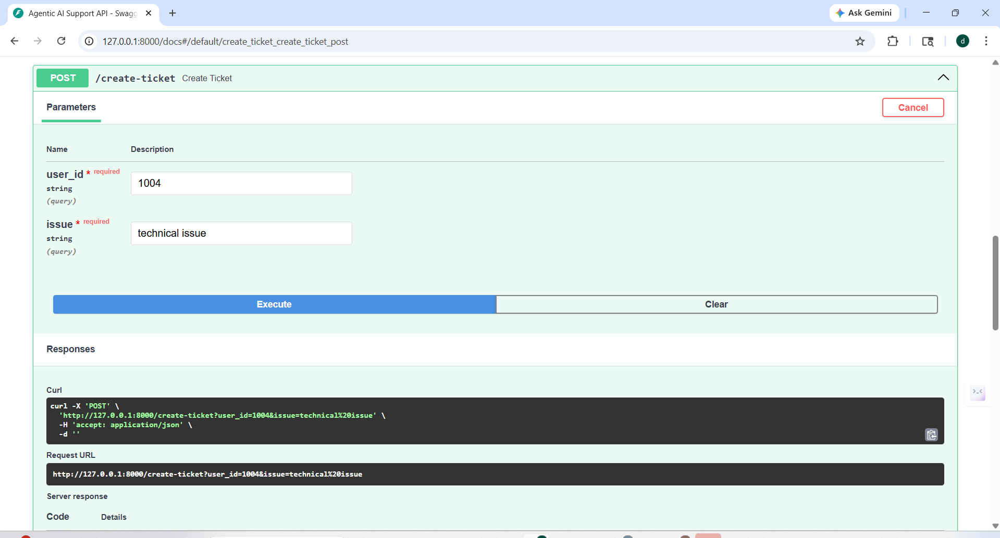 Agentic AI Support API - Swagg
Ask Gemini
127.0.0.1:8000/docs#/default/create_ticket_create_ticket_post
d
POST /create-ticket Create Ticket
Parameters
Cancel
Name Description
user_id * required
string
(query)
1004
issue * required
string
(query)
technical issue
Execute Clear
Responses
Curl
curl -X 'POST' \
'http://127.0.0.1:8000/create-ticket?user_id=1004&issue=technical%20issue' \
-H 'accept: application/json' \
-d ''
Request URL
http://127.0.0.1:8000/create-ticket?user_id=1004&issue=technical%20issue
Server response
Code Details